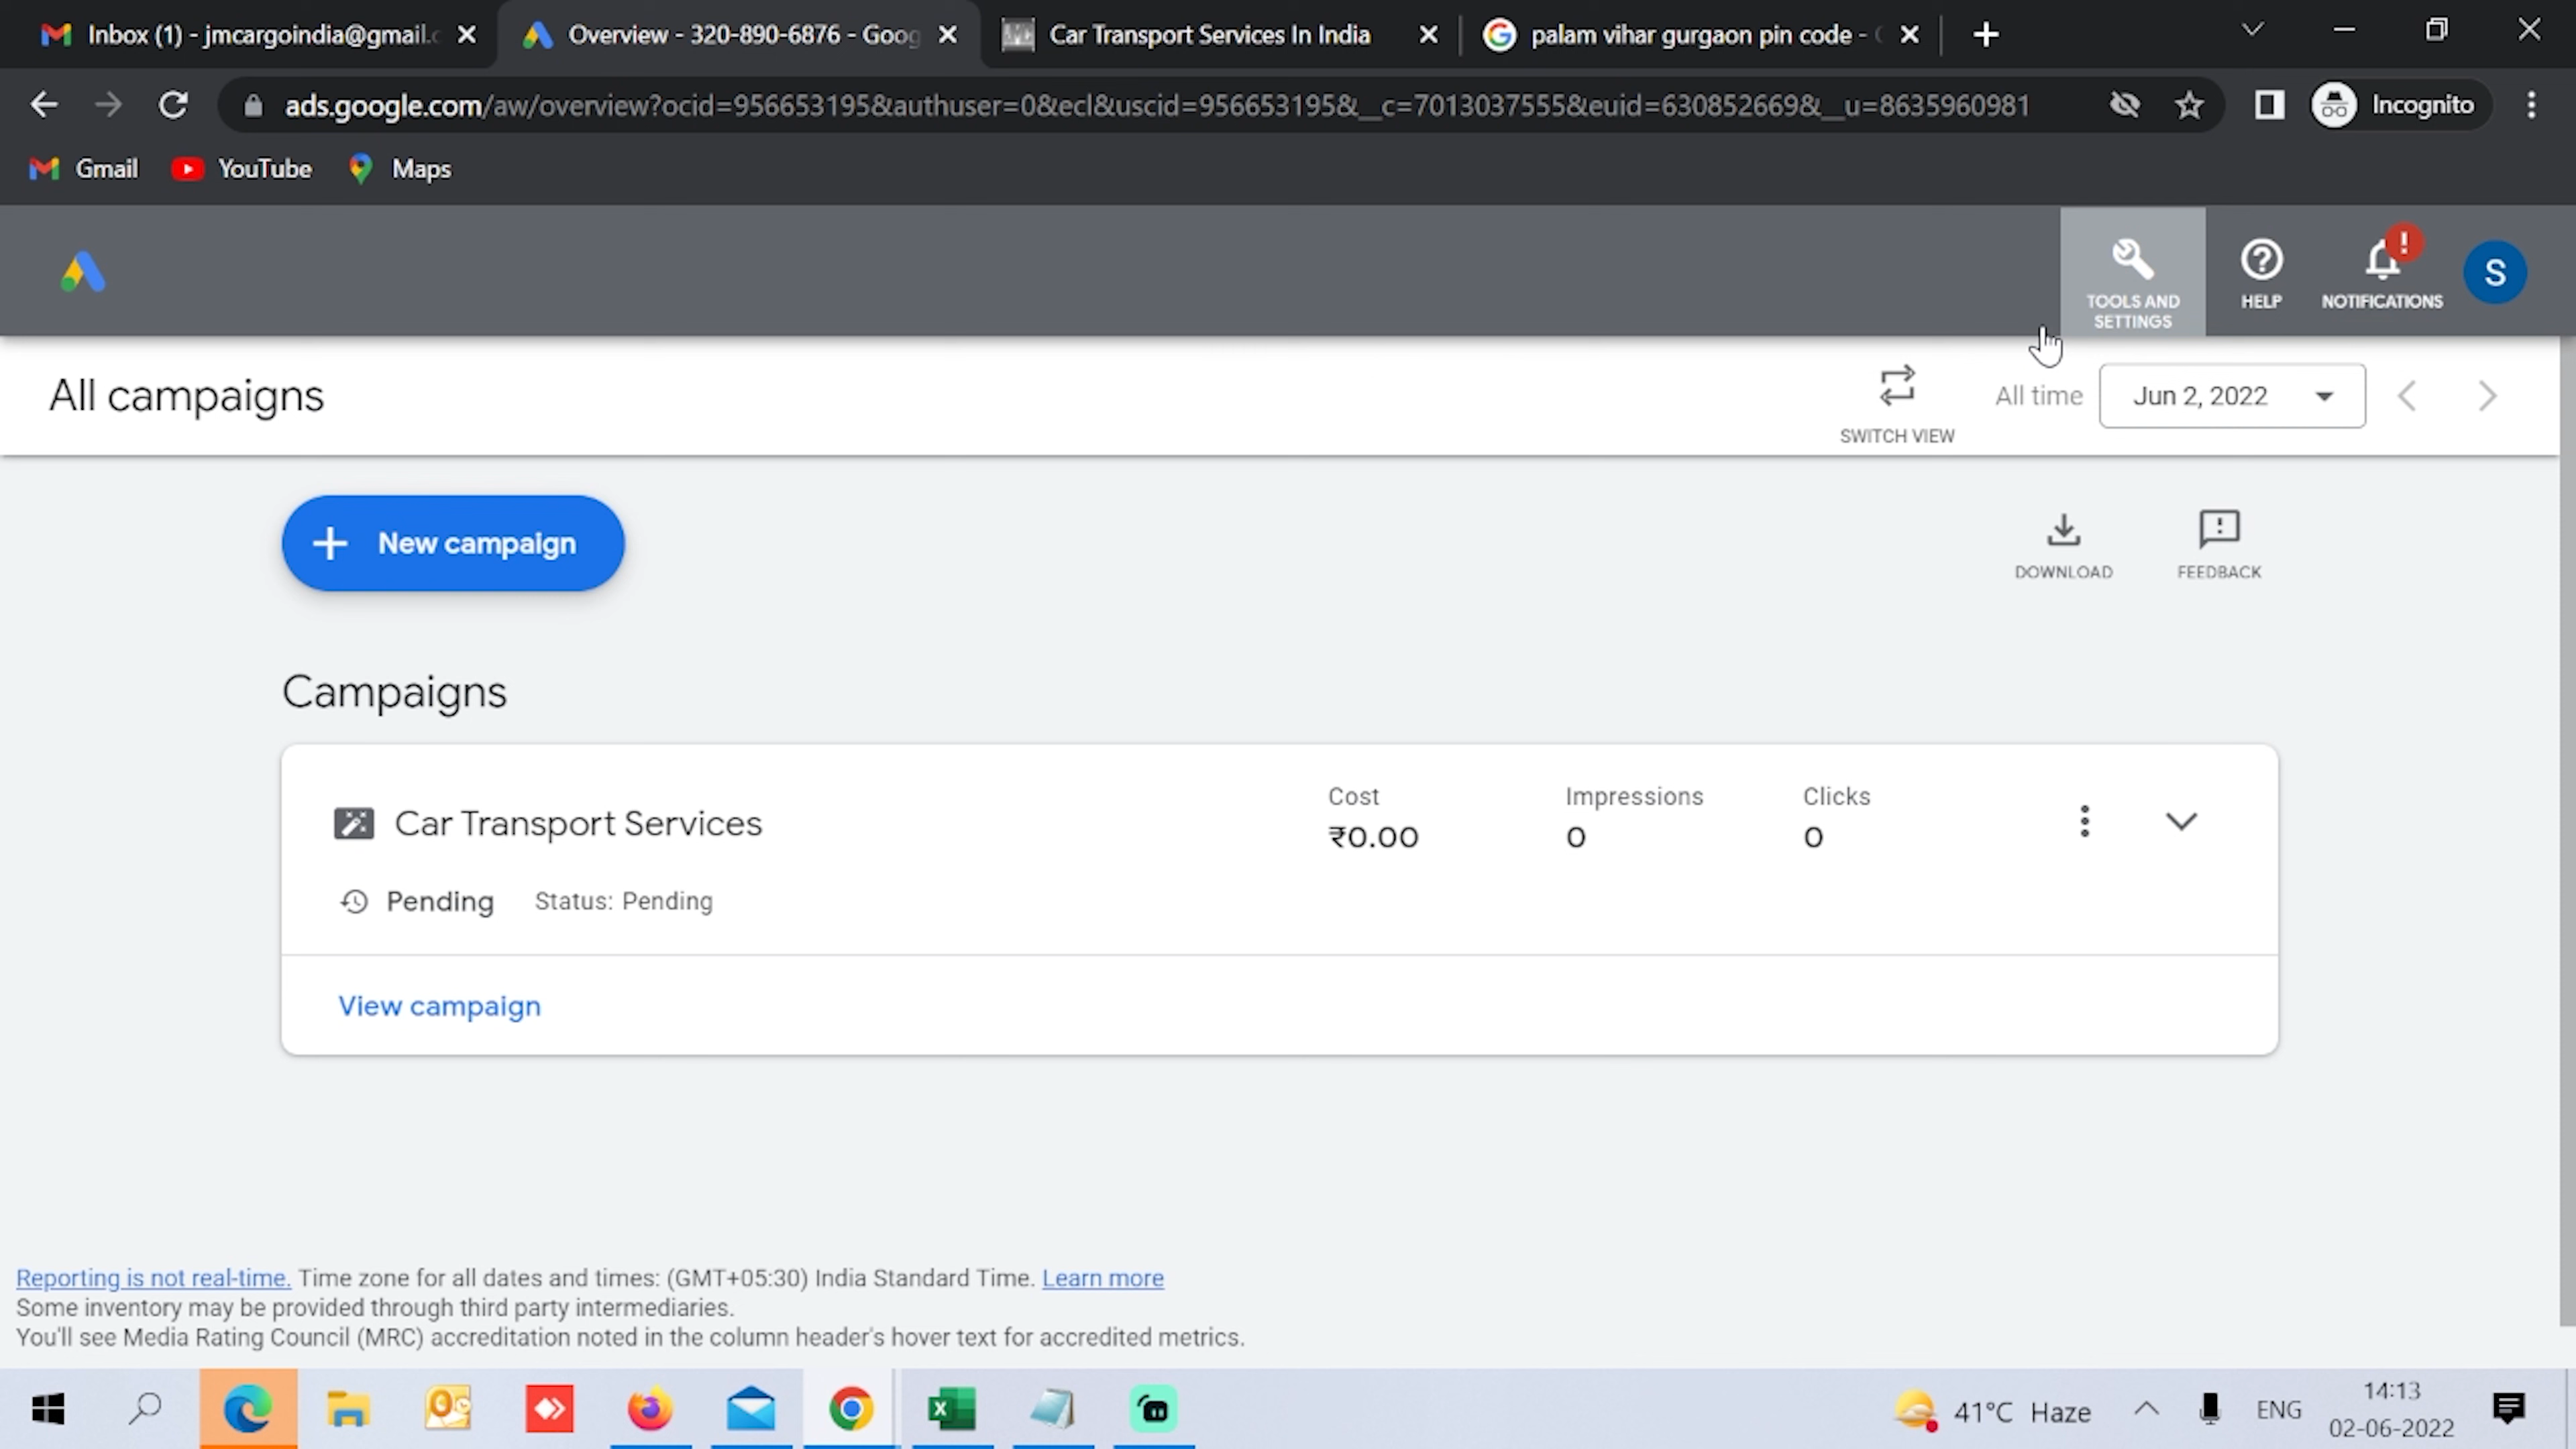 Inbox (1) - jmcargoindia@gmail.c
Overview - 320-890-6876 - Goog
Car Transport Services In India
palam vihar gurgaon pin code -
ads.google.com/aw/overview?ocid=956653195&authuser=0&ecl&uscid=956653195&__c=7013037555&euid=630852669&__u=8635960981
Incognito
Gmail
YouTube
Maps
TOOLS AND
SETTINGS
HELP
!
NOTIFICATIONS
S
All campaigns
SWITCH VIEW
All time
Jun 2, 2022
New campaign
DOWNLOAD
FEEDBACK
Campaigns
Car Transport Services
Cost
₹0.00
Impressions
0
Clicks
0
Pending
Status: Pending
View campaign
Reporting is not real-time. Time zone for all dates and times: (GMT+05:30) India Standard Time. Learn more
Some inventory may be provided through third party intermediaries.
You'll see Media Rating Council (MRC) accreditation noted in the column header's hover text for accredited metrics.
41°C Haze
ENG
14:13
02-06-2022